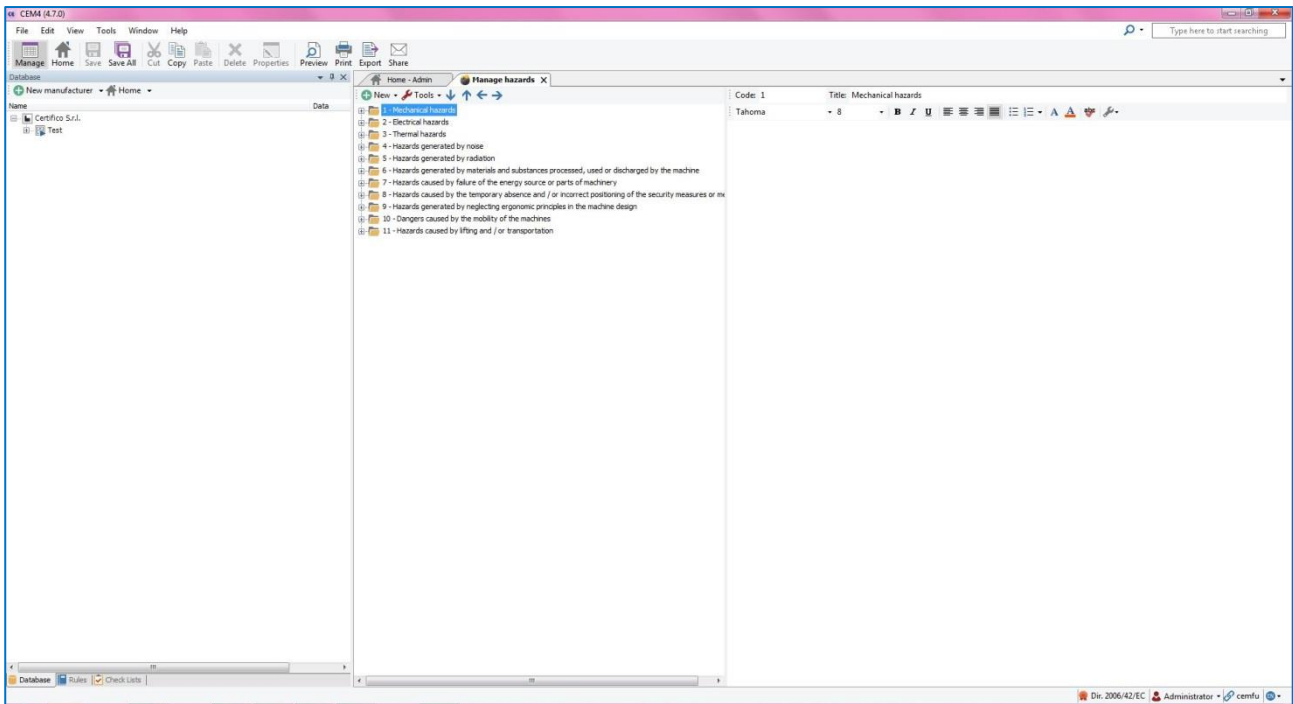 CE CEM4 (4.7.0)
File Edit View Tools Window Help
Type here to start searching
Manage Home Save Save All Cut Copy Paste Delete Properties Preview Print Export Share
Database
Home - Admin Manage hazards X
New manufacturer Home
New Tools
Code: 1 Title: Mechanical hazards
Name Data
Tahoma 8 B I U A A
Certifico S.r.l.
Test
1 - Mechanical hazards
2 - Electrical hazards
3 - Thermal hazards
4 - Hazards generated by noise
5 - Hazards generated by radiation
6 - Hazards generated by materials and substances processed, used or discharged by the machine
7 - Hazards caused by failure of the energy source or parts of machinery
8 - Hazards caused by the temporary absence and / or incorrect positioning of the security measures or me
9 - Hazards generated by neglecting ergonomic principles in the machine design
10 - Dangers caused by the mobility of the machines
11 - Hazards caused by lifting and / or transportation
Database Rules Check Lists
Dir. 2006/42/EC Administrator cemfu EN